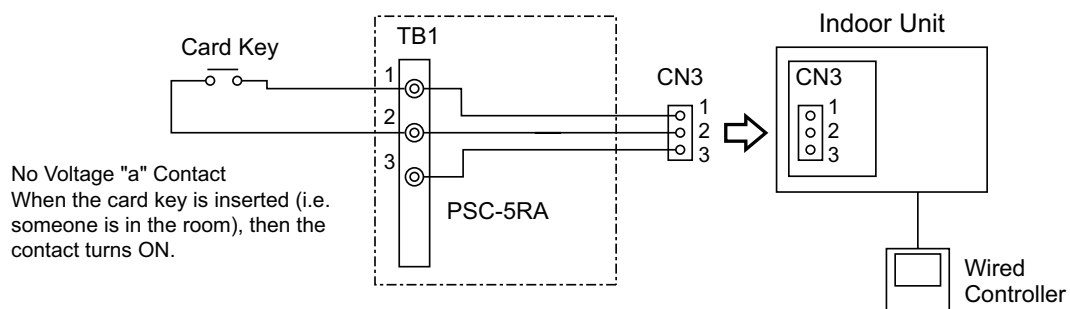 Card Key
No Voltage "a" Contact
When the card key is inserted (i.e.
someone is in the room), then the
contact turns ON.
TB1
1
2
3
PSC-5RA
CN3
1
2
3
Indoor Unit
CN3
1
2
3
Wired
Controller